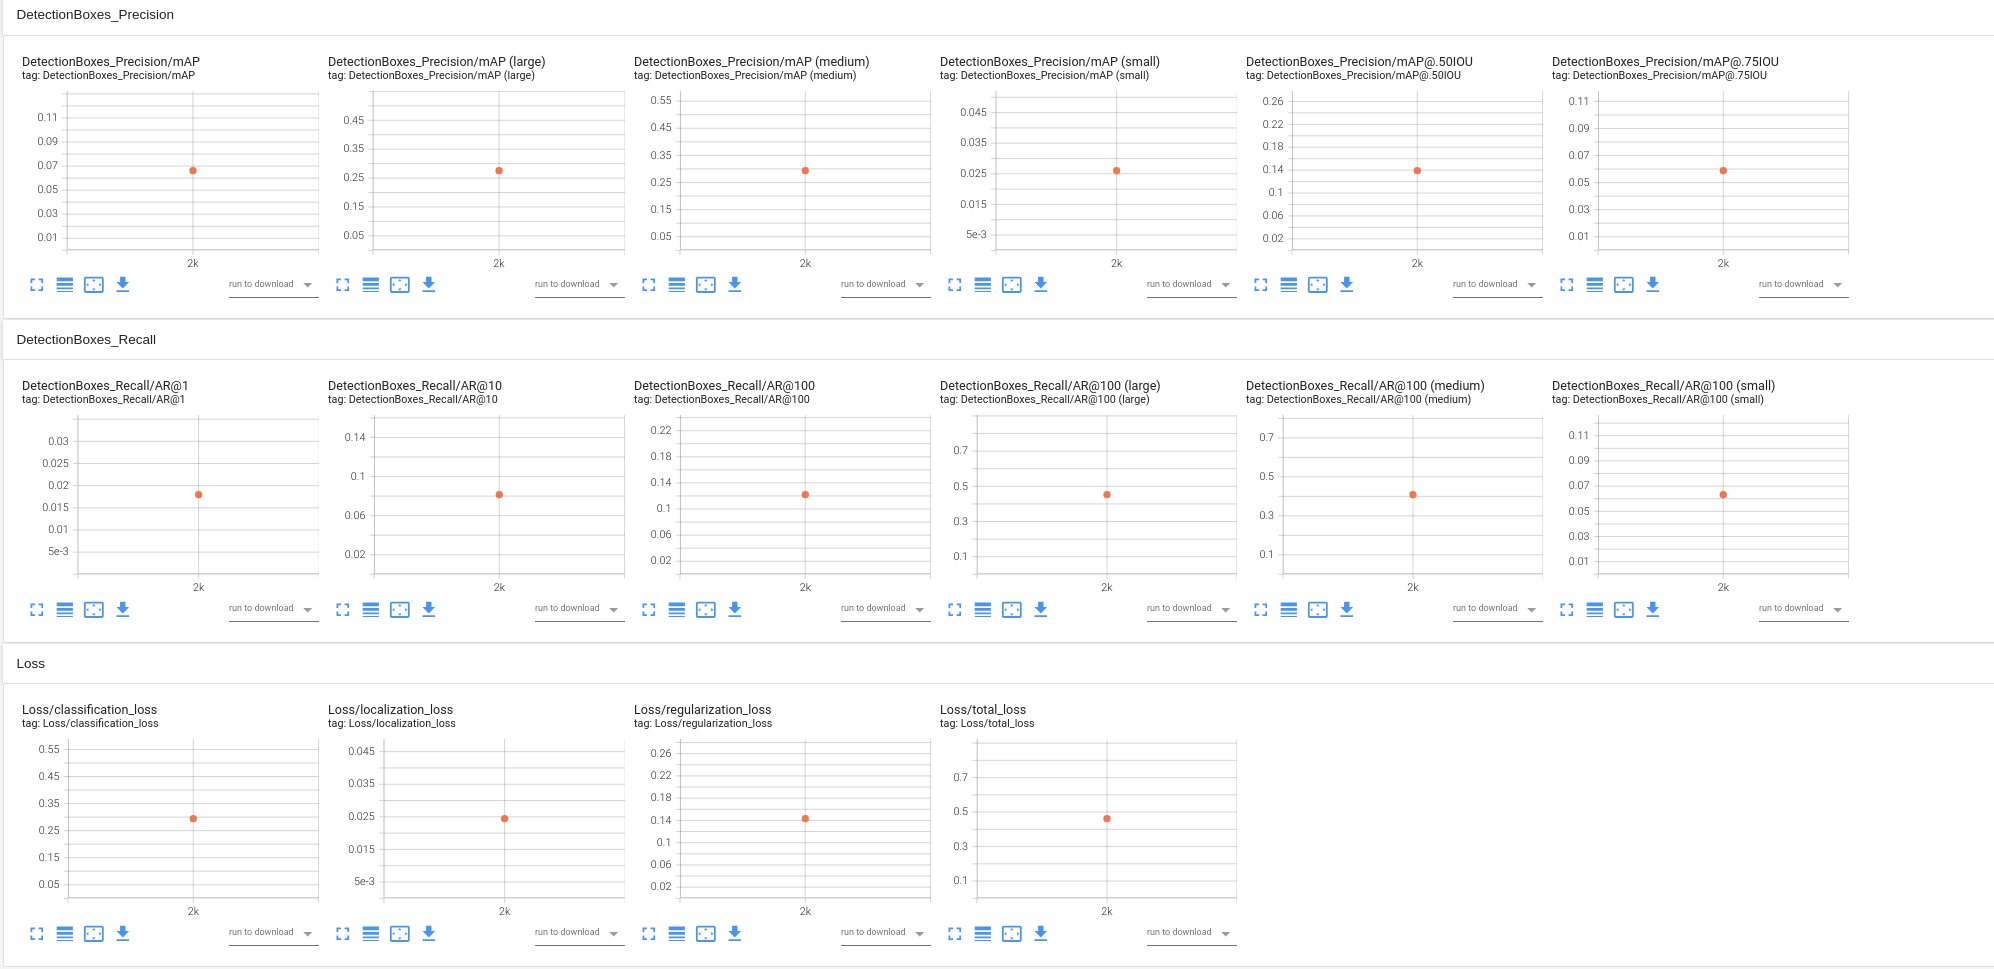 DetectionBoxes_Precision
DetectionBoxes_Precision/mAP
tag: DetectionBoxes_Precision/mAP
0.11
0.09
0.07
0.05
0.03
0.01
2k
run to download
DetectionBoxes_Precision/mAP (large)
tag: DetectionBoxes_Precision/mAP (large)
0.45
0.35
0.25
0.15
0.05
2k
run to download
DetectionBoxes_Precision/mAP (medium)
tag: DetectionBoxes_Precision/mAP (medium)
0.55
0.45
0.35
0.25
0.15
0.05
2k
run to download
DetectionBoxes_Precision/mAP (small)
tag: DetectionBoxes_Precision/mAP (small)
0.045
0.035
0.025
0.015
5e-3
2k
run to download
DetectionBoxes_Precision/mAP@.50IOU
tag: DetectionBoxes_Precision/mAP@.50IOU
0.26
0.22
0.18
0.14
0.1
0.06
0.02
2k
run to download
DetectionBoxes_Precision/mAP@.75IOU
tag: DetectionBoxes_Precision/mAP@.75IOU
0.11
0.09
0.07
0.05
0.03
0.01
2k
run to download
DetectionBoxes_Recall
DetectionBoxes_Recall/AR@1
tag: DetectionBoxes_Recall/AR@1
0.03
0.025
0.02
0.015
0.01
5e-3
2k
run to download
DetectionBoxes_Recall/AR@10
tag: DetectionBoxes_Recall/AR@10
0.14
0.1
0.06
0.02
2k
run to download
DetectionBoxes_Recall/AR@100
tag: DetectionBoxes_Recall/AR@100
0.22
0.18
0.14
0.1
0.06
0.02
2k
run to download
DetectionBoxes_Recall/AR@100 (large)
tag: DetectionBoxes_Recall/AR@100 (large)
0.7
0.5
0.3
0.1
2k
run to download
DetectionBoxes_Recall/AR@100 (medium)
tag: DetectionBoxes_Recall/AR@100 (medium)
0.7
0.5
0.3
0.1
2k
run to download
DetectionBoxes_Recall/AR@100 (small)
tag: DetectionBoxes_Recall/AR@100 (small)
0.11
0.09
0.07
0.05
0.03
0.01
2k
run to download
Loss
Loss/classification_loss
tag: Loss/classification_loss
0.55
0.45
0.35
0.25
0.15
0.05
2k
run to download
Loss/localization_loss
tag: Loss/localization_loss
0.045
0.035
0.025
0.015
5e-3
2k
run to download
Loss/regularization_loss
tag: Loss/regularization_loss
0.26
0.22
0.18
0.14
0.1
0.06
0.02
2k
run to download
Loss/total_loss
tag: Loss/total_loss
0.7
0.5
0.3
0.1
2k
run to download